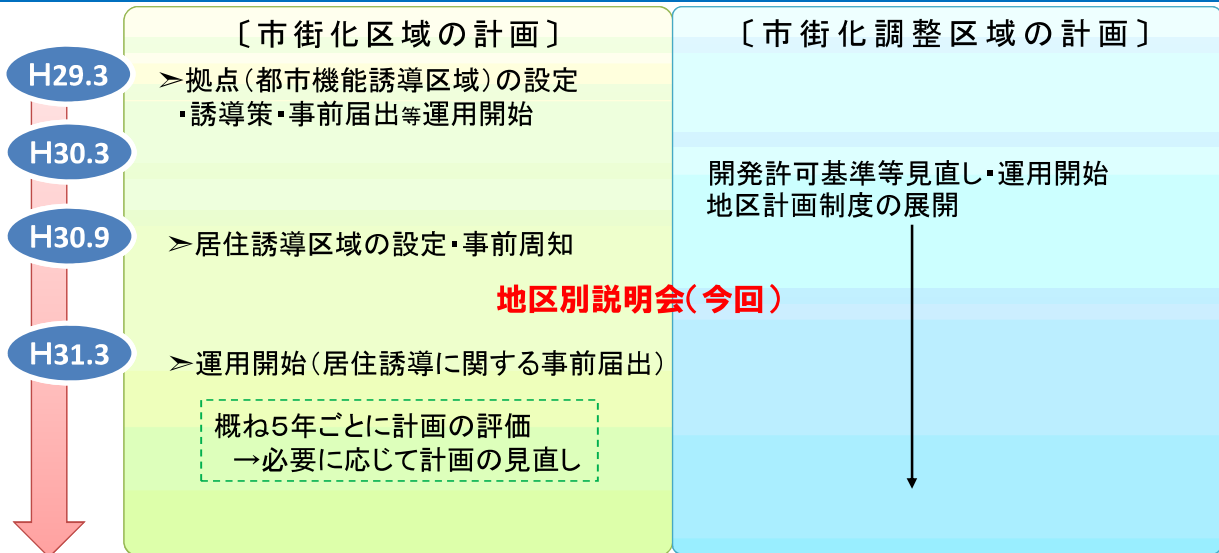 〔市街化区域の計画〕
〔市街化調整区域の計画〕
H29.3
➢拠点(都市機能誘導区域)の設定
・誘導策・事前届出等運用開始
H30.3
開発許可基準等見直し・運用開始
地区計画制度の展開
H30.9
➢居住誘導区域の設定・事前周知
地区別説明会(今回)
H31.3
➢運用開始(居住誘導に関する事前届出)
概ね5年ごとに計画の評価
→必要に応じて計画の見直し